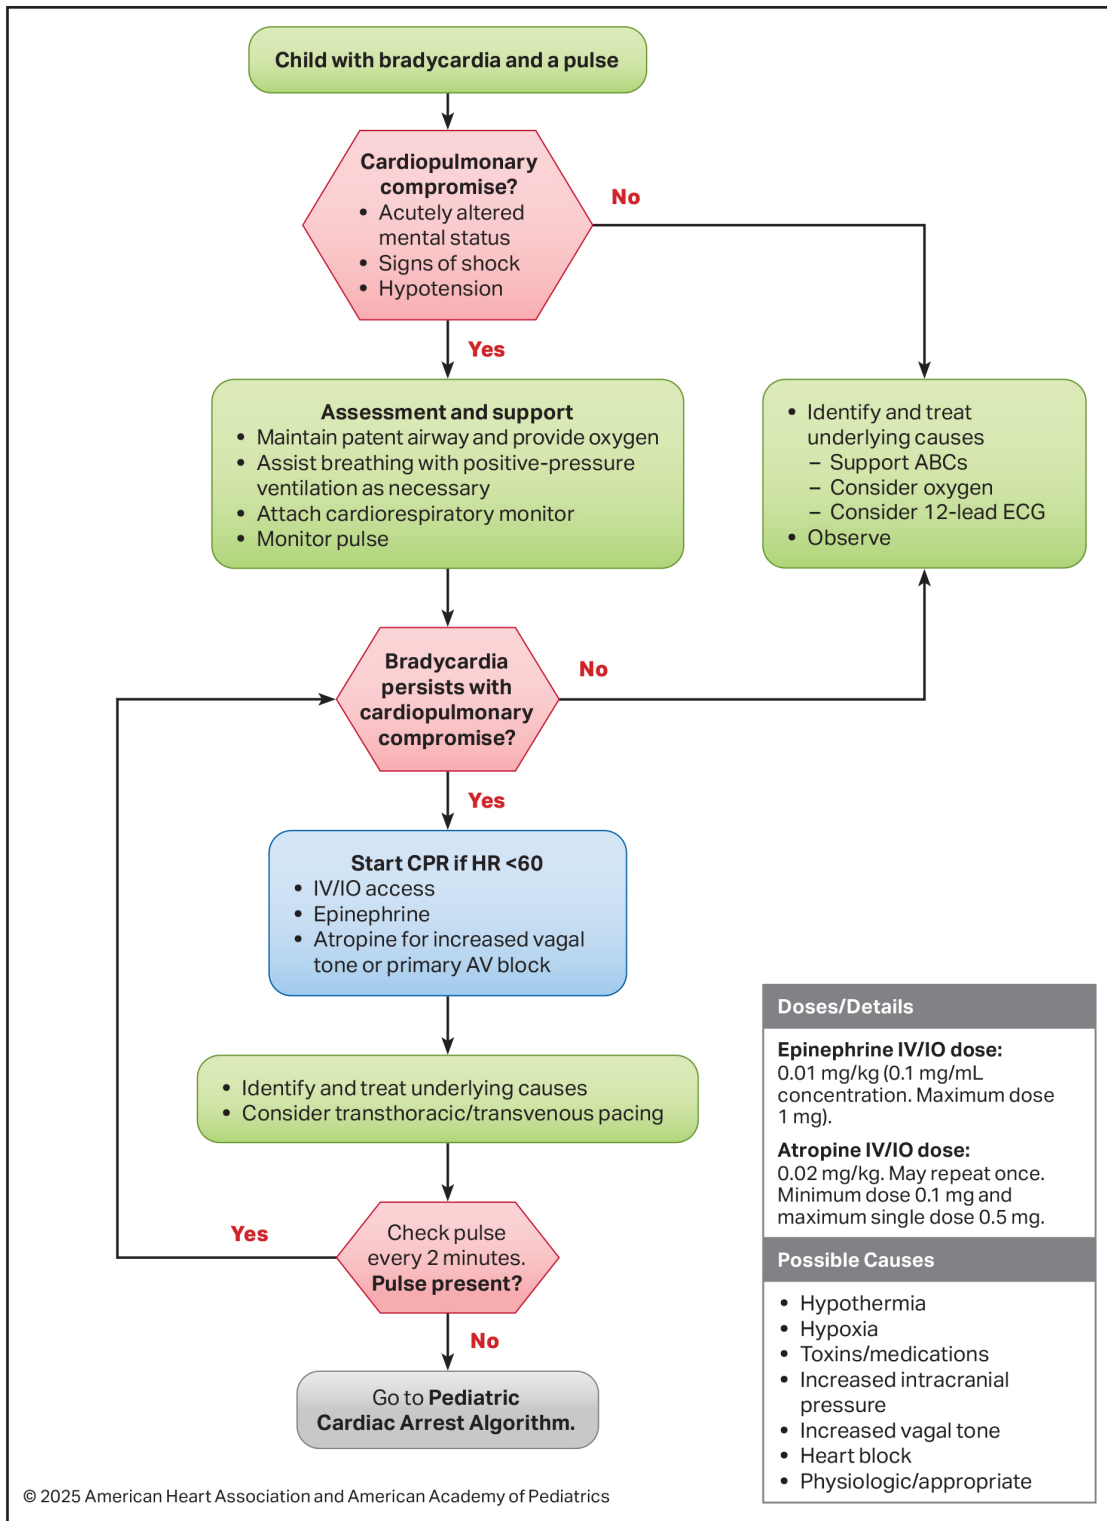 Child with bradycardia and a pulse
Cardiopulmonary
compromise?
• Acutely altered
mental status
• Signs of shock
• Hypotension
No
Yes
Assessment and support
• Maintain patent airway and provide oxygen
• Assist breathing with positive-pressure
ventilation as necessary
• Attach cardiorespiratory monitor
• Monitor pulse
• Identify and treat
underlying causes
– Support ABCs
– Consider oxygen
– Consider 12-lead ECG
• Observe
Bradycardia
persists with
cardiopulmonary
compromise?
No
Yes
Start CPR if HR <60
• IV/IO access
• Epinephrine
• Atropine for increased vagal
tone or primary AV block
• Identify and treat underlying causes
• Consider transthoracic/transvenous pacing
Check pulse
every 2 minutes.
Pulse present?
Yes
No
Go to Pediatric
Cardiac Arrest Algorithm.
Doses/Details
Epinephrine IV/IO dose:
0.01 mg/kg (0.1 mg/mL
concentration. Maximum dose
1 mg).
Atropine IV/IO dose:
0.02 mg/kg. May repeat once.
Minimum dose 0.1 mg and
maximum single dose 0.5 mg.
Possible Causes
• Hypothermia
• Hypoxia
• Toxins/medications
• Increased intracranial
pressure
• Increased vagal tone
• Heart block
• Physiologic/appropriate
© 2025 American Heart Association and American Academy of Pediatrics